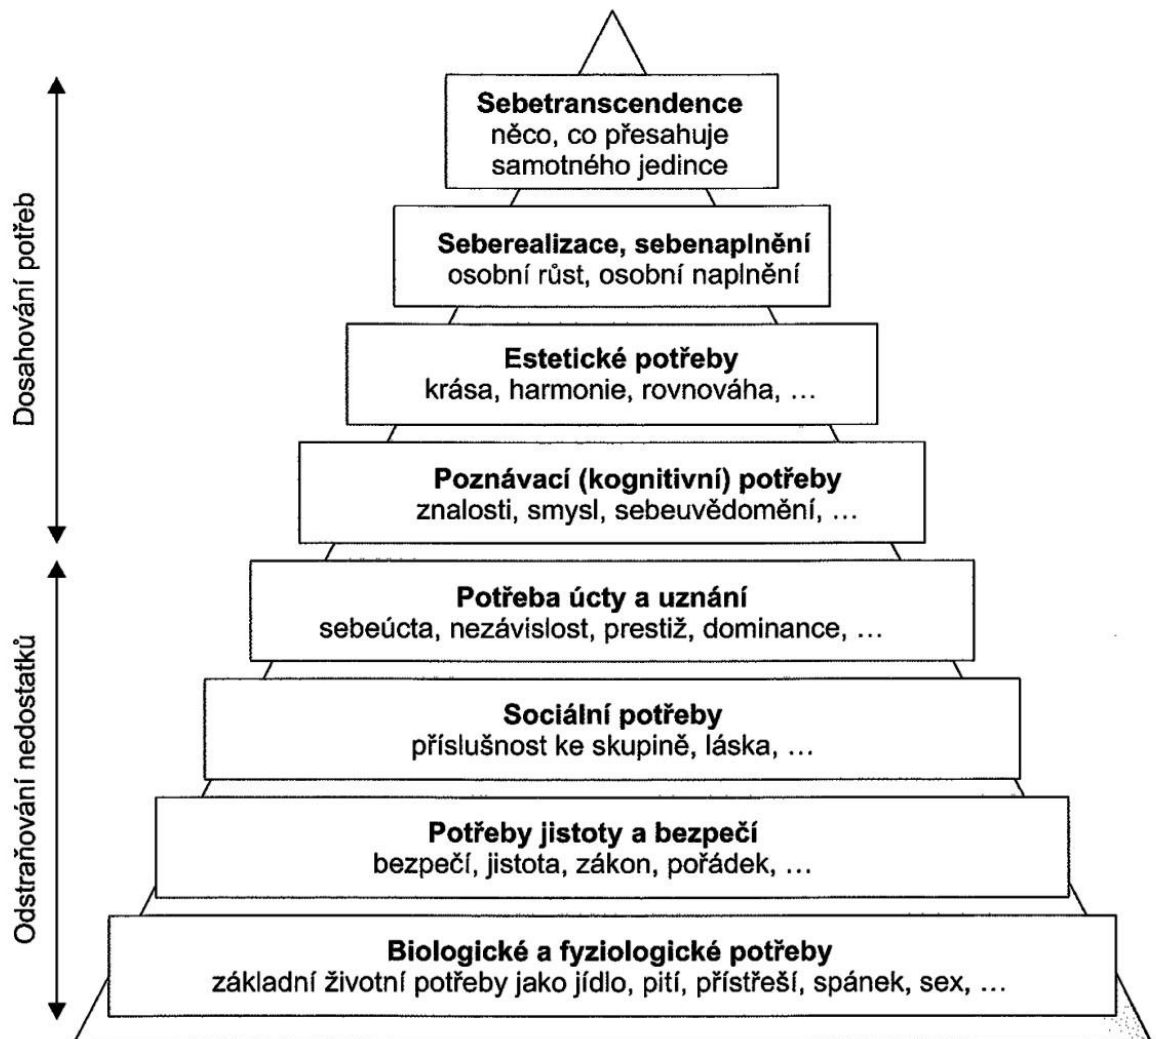 Sebetranscendence
něco, co přesahuje
samotného jedince
Seberealizace, sebenaplnění
osobní růst, osobní naplnění
Estetické potřeby
krása, harmonie, rovnováha, …
Poznávací (kognitivní) potřeby
znalosti, smysl, sebeuvědomění, …
Potřeba úcty a uznání
sebeúcta, nezávislost, prestiž, dominance, …
Sociální potřeby
příslušnost ke skupině, láska, …
Potřeby jistoty a bezpečí
bezpečí, jistota, zákon, pořádek, …
Biologické a fyziologické potřeby
základní životní potřeby jako jídlo, pití, přístřeší, spánek, sex, …
Dosahování potřeb
Odstraňování nedostatků